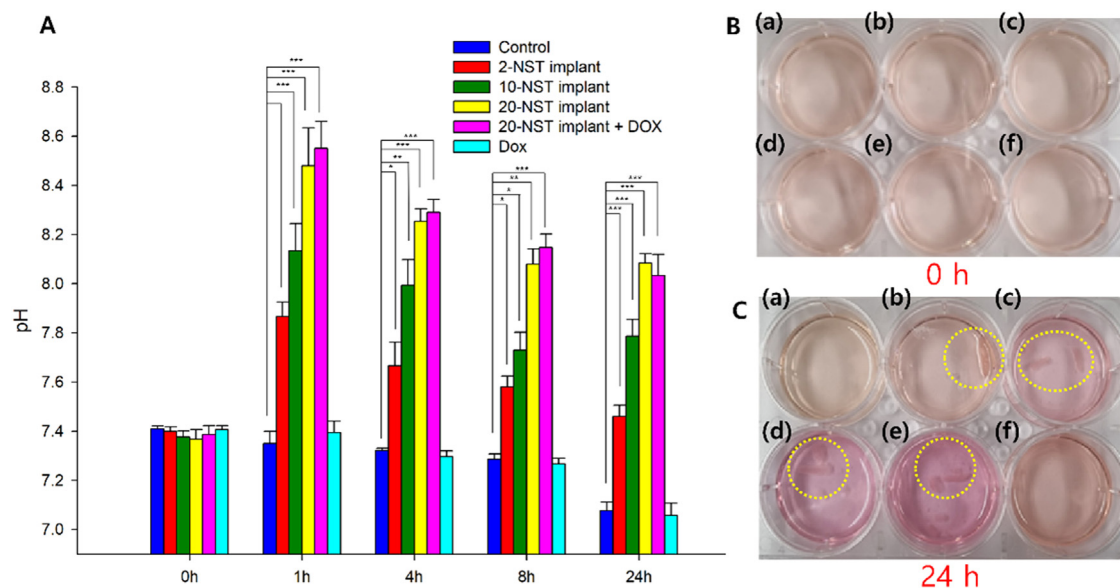 A
Control
2-NST implant
10-NST implant
20-NST implant
20-NST implant + DOX
Dox
pH
8.8
8.6
8.4
8.2
8.0
7.8
7.6
7.4
7.2
7.0
***
***
***
***
***
**
*
***
**
*
*
***
***
***
***
0h 1h 4h 8h 24h
B
(a) (b) (c)
(d) (e) (f)
0 h
C
(a) (b) (c)
(d) (e) (f)
24 h